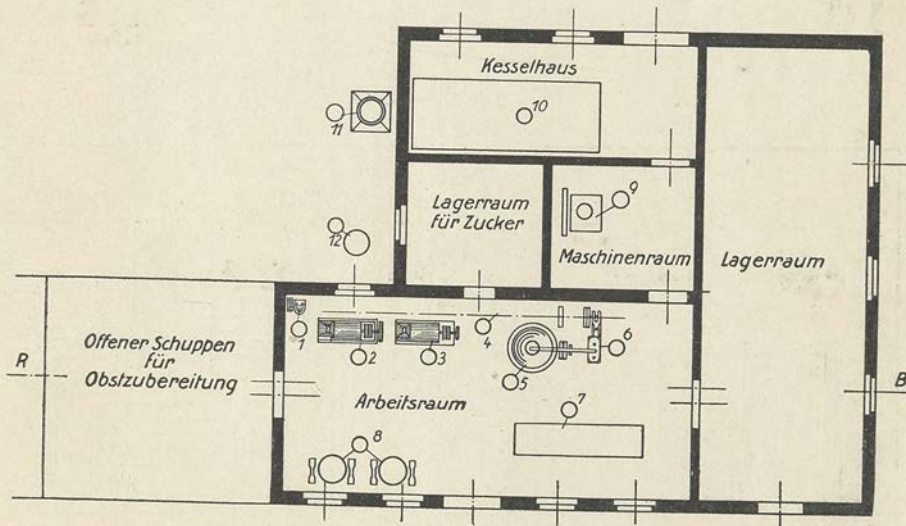 Kesselhaus
10
11
Lagerraum
für Zucker
9
12
Maschinenraum
Lagerraum
Offener Schuppen
für
Obstzubereitung
R
1
2
3
4
5
6
B
Arbeitsraum
7
8